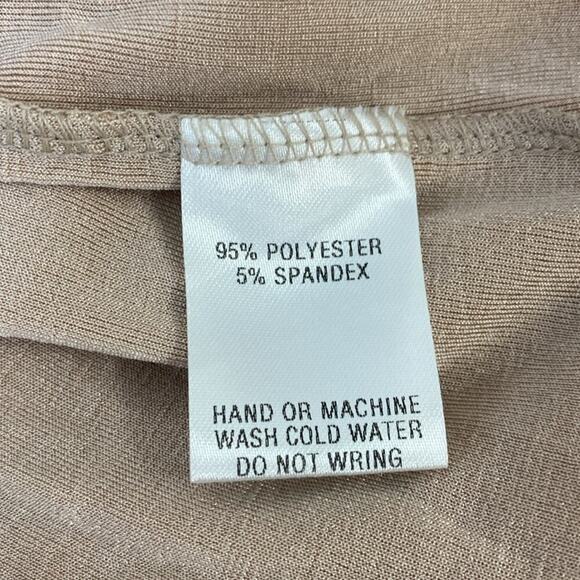 95% POLYESTER
5% SPANDEX
HAND OR MACHINE
WASH COLD WATER
DO NOT WRING